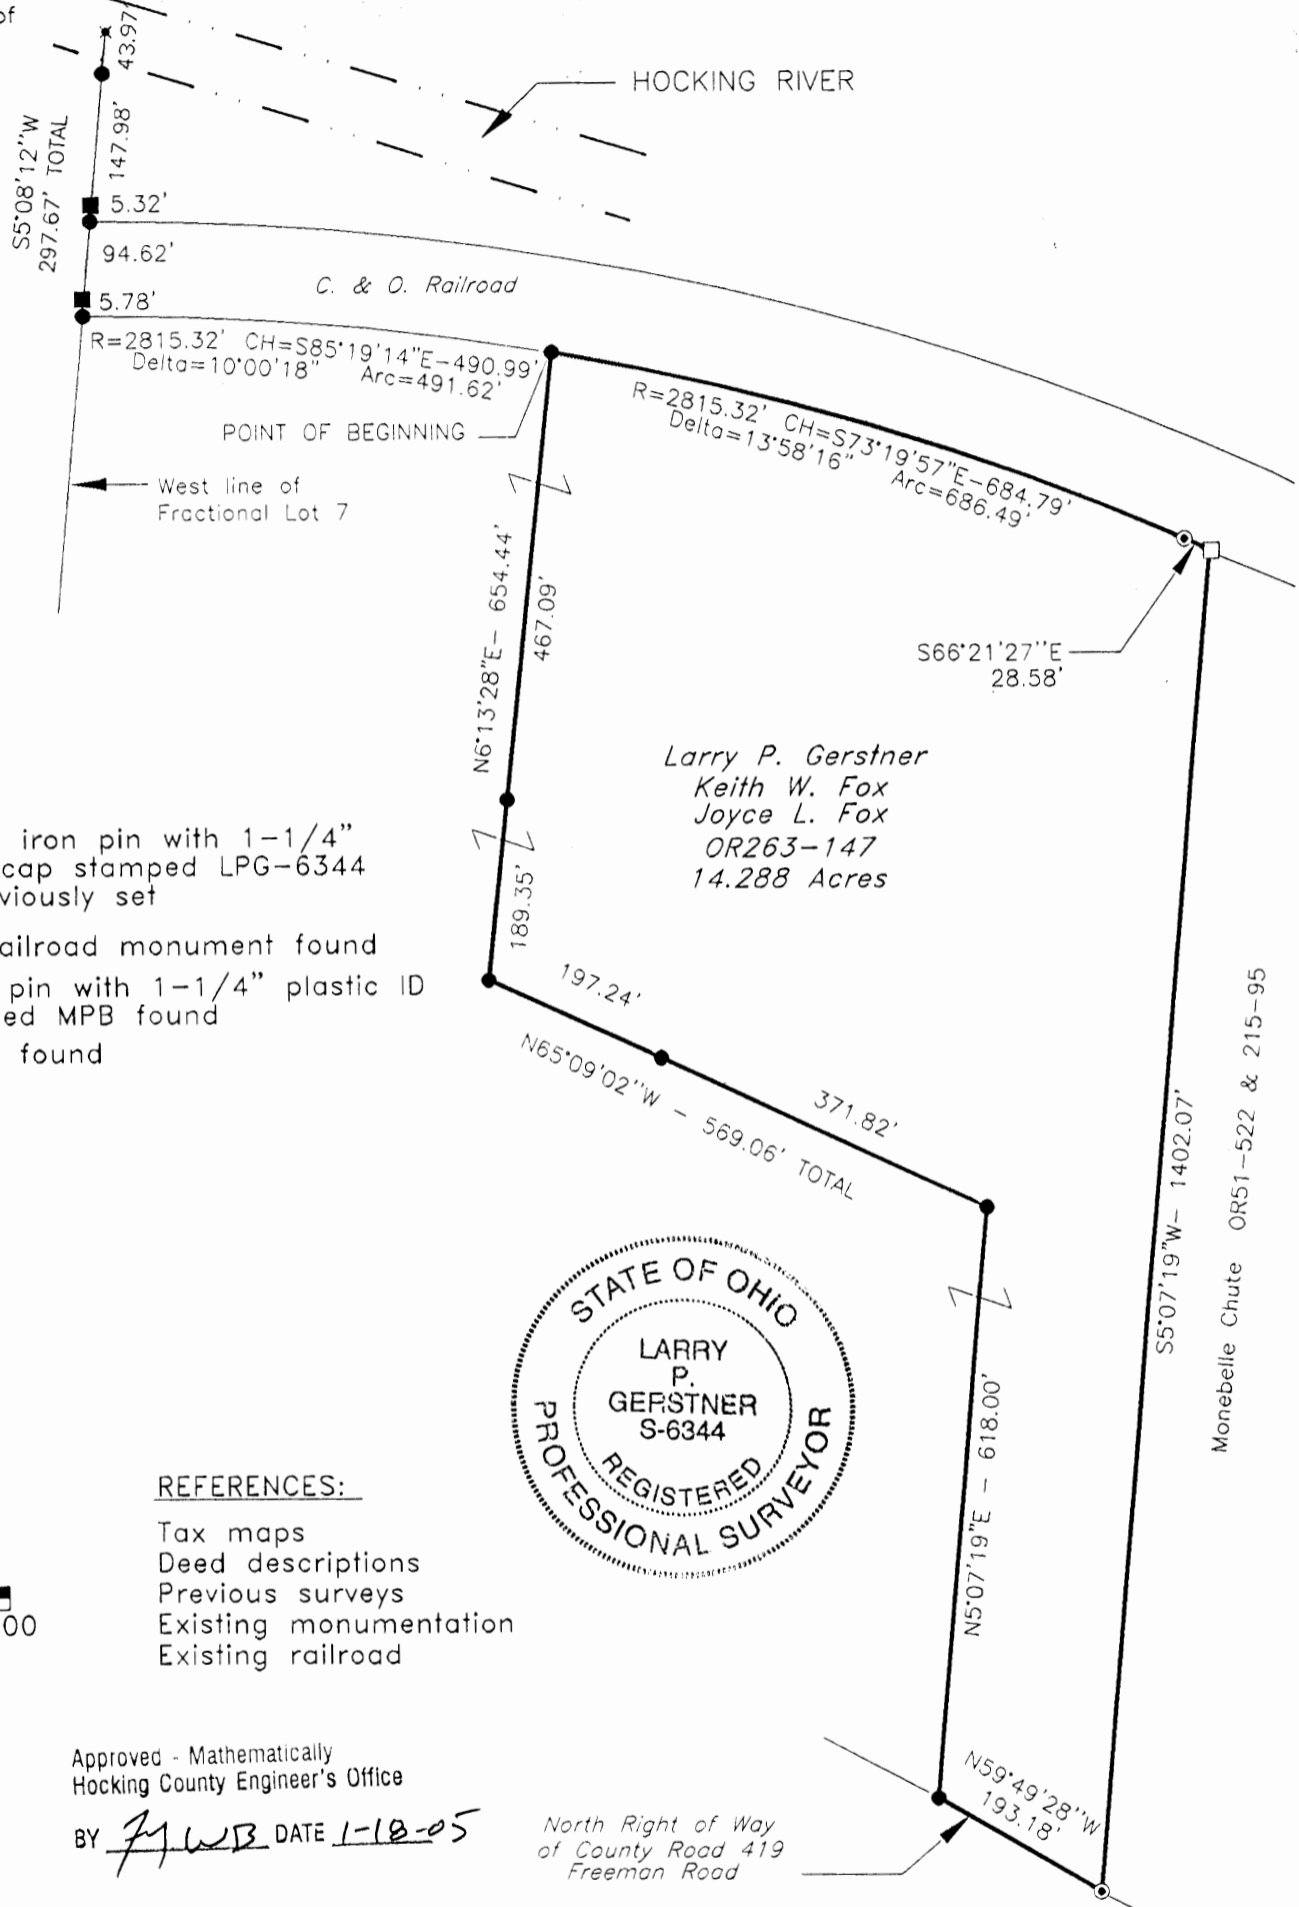 of
43.97'
HOCKING RIVER
S5°08'12"W
297.67' TOTAL
147.98'
5.32'
94.62'
C. & O. Railroad
5.78'
R=2815.32' CH=S85°19'14"E-490.99'
Delta=10°00'18" Arc=491.62'
POINT OF BEGINNING
R=2815.32' CH=S73°19'57"E-684.79'
Delta=13°58'16" Arc=686.49'
West line of
Fractional Lot 7
N6°13'28"E- 654.44'
467.09'
S66°21'27"E
28.58'
Larry P. Gerstner
Keith W. Fox
Joyce L. Fox
OR263-147
14.288 Acres
iron pin with 1-1/4"
cap stamped LPG-6344
viously set
ailroad monument found
pin with 1-1/4" plastic ID
ed MPB found
found
189.35'
197.24'
N65°09'02"W - 569.06' TOTAL
371.82'
S5°07'19"W- 1402.07'
Monebelle Chute OR51-522 & 215-95
STATE OF OHIO
LARRY
P.
GERSTNER
S-6344
REGISTERED
PROFESSIONAL SURVEYOR
N5°07'19"E - 618.00'
REFERENCES:
Tax maps
Deed descriptions
Previous surveys
Existing monumentation
Existing railroad
00
Approved - Mathematically
Hocking County Engineer's Office
BY DATE 1-18-05
N59°49'28"W
193.18'
North Right of Way
of County Road 419
Freeman Road